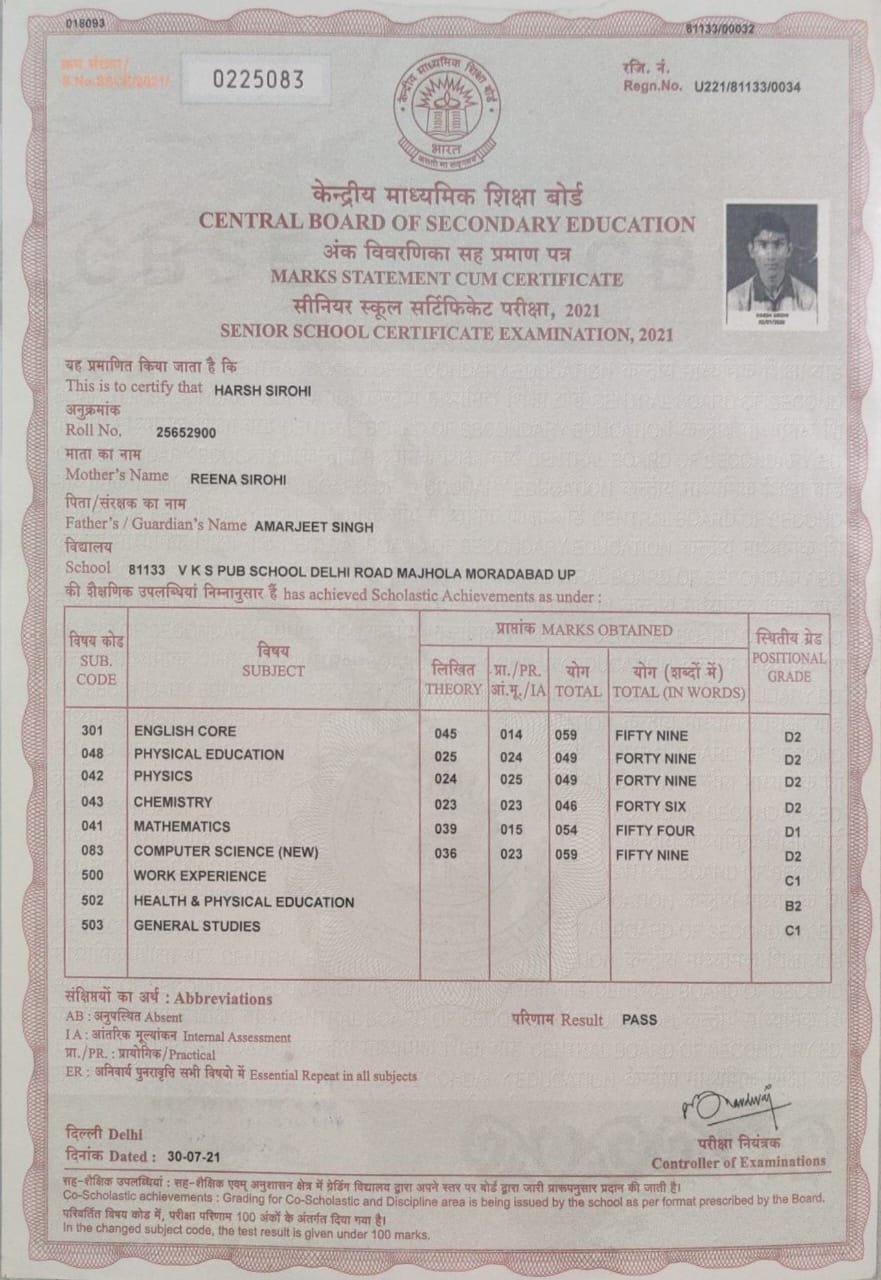 018093
81133/00032
क्रम संख्या/
S.No.SSCE/2021/ 0225083
रजि. नं.
Regn.No. U221/81133/0034
केन्द्रीय माध्यमिक शिक्षा बोर्ड
भारत
असतो मा सद्गमय
केन्द्रीय माध्यमिक शिक्षा बोर्ड
CENTRAL BOARD OF SECONDARY EDUCATION
अंक विवरणिका सह प्रमाण पत्र
MARKS STATEMENT CUM CERTIFICATE
सीनियर स्कूल सर्टिफिकेट परीक्षा, 2021
SENIOR SCHOOL CERTIFICATE EXAMINATION, 2021
HARSH SIROHI
यह प्रमाणित किया जाता है कि
This is to certify that HARSH SIROHI
अनुक्रमांक
Roll No. 25652900
माता का नाम
Mother's Name REENA SIROHI
पिता/संरक्षक का नाम
Father's / Guardian's Name AMARJEET SINGH
विद्यालय
School 81133 V K S PUB SCHOOL DELHI ROAD MAJHOLA MORADABAD UP
की शैक्षणिक उपलब्धियां निम्नानुसार हैं has achieved Scholastic Achievements as under :
विषय कोड SUB. CODE विषय SUBJECT प्राप्तांक MARKS OBTAINED स्थितीय ग्रेड POSITIONAL GRADE
लिखित THEORY प्रा./PR. आं.मू./IA योग TOTAL योग (शब्दों में) TOTAL (IN WORDS)
301 ENGLISH CORE 045 014 059 FIFTY NINE D2
048 PHYSICAL EDUCATION 025 024 049 FORTY NINE D2
042 PHYSICS 024 025 049 FORTY NINE D2
043 CHEMISTRY 023 023 046 FORTY SIX D2
041 MATHEMATICS 039 015 054 FIFTY FOUR D1
083 COMPUTER SCIENCE (NEW) 036 023 059 FIFTY NINE D2
500 WORK EXPERIENCE C1
502 HEALTH & PHYSICAL EDUCATION B2
503 GENERAL STUDIES C1
संक्षिप्तियों का अर्थ : Abbreviations
AB : अनुपस्थित Absent
परिणाम Result PASS
I A : आंतरिक मूल्यांकन Internal Assessment
प्रा./PR. : प्रायोगिक/Practical
ER : अनिवार्य पुनरावृत्ति सभी विषयो में Essential Repeat in all subjects
दिल्ली Delhi
दिनांक Dated : 30-07-21
परीक्षा नियंत्रक
Controller of Examinations
सह-शैक्षिक उपलब्धियां : सह-शैक्षिक एवम् अनुशासन क्षेत्र में ग्रेडिंग विद्यालय द्वारा अपने स्तर पर बोर्ड द्वारा जारी प्रारूपनुसार प्रदान की जाती है।
Co-Scholastic achievements : Grading for Co-Scholastic and Discipline area is being issued by the school as per format prescribed by the Board.
परिवर्तित विषय कोड में, परीक्षा परिणाम 100 अंकों के अंतर्गत दिया गया है।
In the changed subject code, the test result is given under 100 marks.